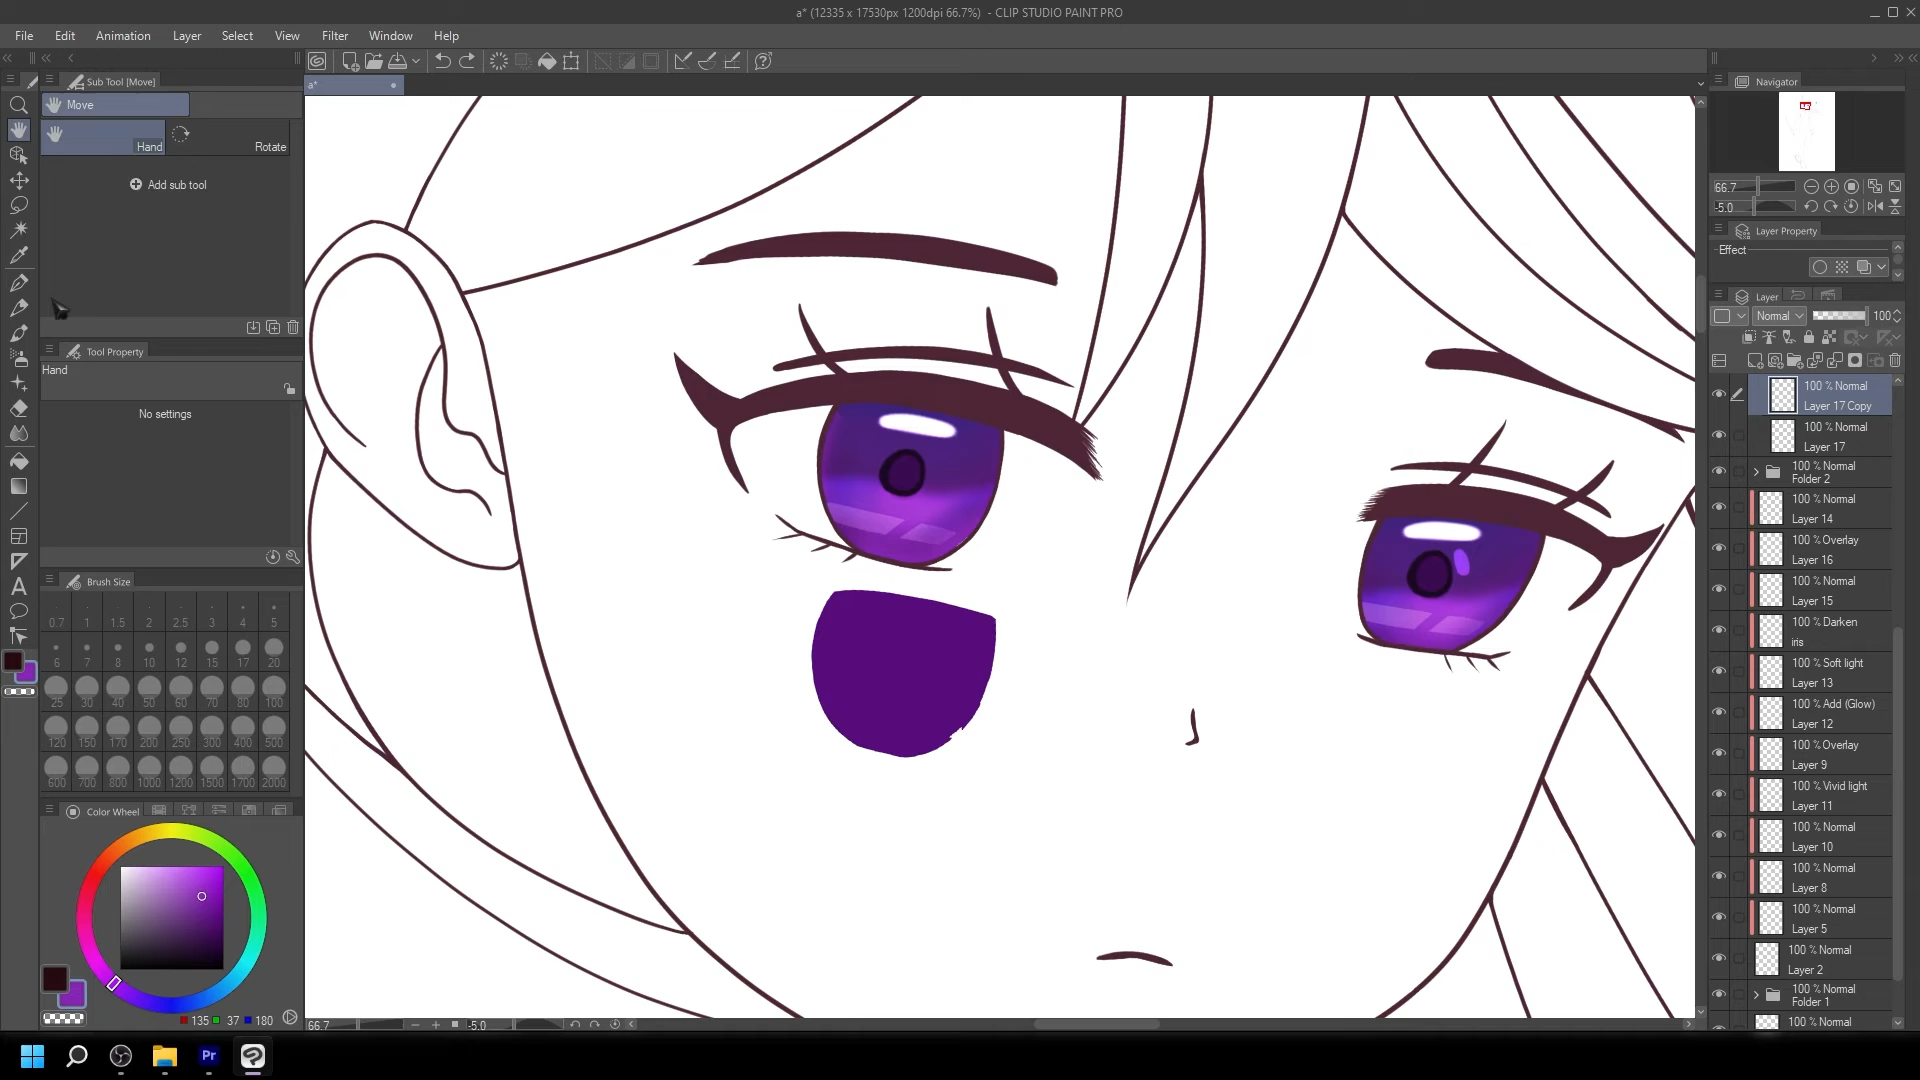 a* (12335 x 17530px 1200dpi 66.7%) - CLIP STUDIO PAINT PRO
File Edit Animation Layer Select View Filter Window Help
Sub Tool [Move]
Move
Hand
Rotate
Add sub tool
Tool Property
Hand
No settings
Brush Size
0.7 1 1.5 2 2.5 3 4 5
6 7 8 10 12 15 17 20
25 30 40 50 60 70 80 100
120 150 170 200 250 300 400 500
600 700 800 1000 1200 1500 1700 2000
Color Wheel
135 37 180
a*
66.7 -5.0
Navigator
66.7
-5.0
Layer Property
Effect
Layer
Normal 100
100 % Normal
Layer 17 Copy
100 % Normal
Layer 17
100 % Normal
Folder 2
100 % Normal
Layer 14
100 % Overlay
Layer 16
100 % Normal
Layer 15
100 % Darken
iris
100 % Soft light
Layer 13
100 % Add (Glow)
Layer 12
100 % Overlay
Layer 9
100 % Vivid light
Layer 11
100 % Normal
Layer 10
100 % Normal
Layer 8
100 % Normal
Layer 5
100 % Normal
Layer 2
100 % Normal
Folder 1
100 % Normal
Pr